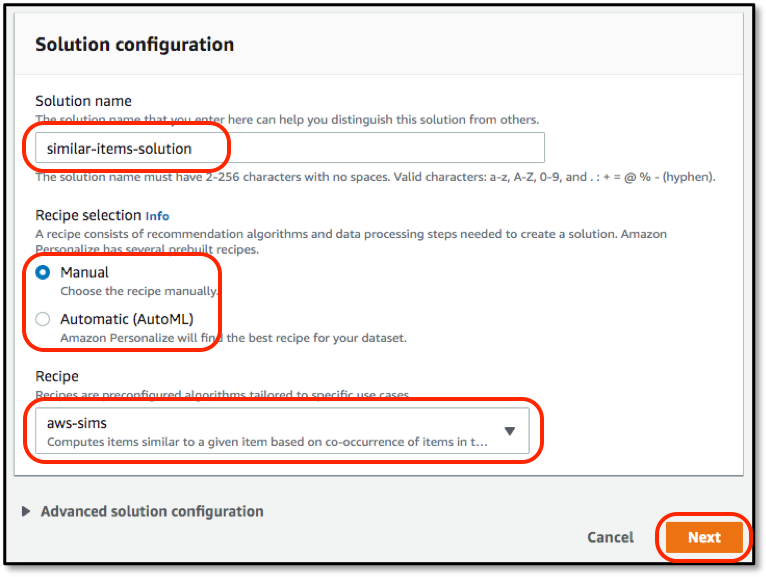 Solution configuration
Solution name
The solution name that you enter here can help you distinguish this solution from others.
similar-items-solution
The solution name must have 2-256 characters with no spaces. Valid characters: a-z, A-Z, 0-9, and . : + = @ % - (hyphen).
Recipe selection Info
A recipe consists of recommendation algorithms and data processing steps needed to create a solution. Amazon
Personalize has several prebuilt recipes.
Manual
Choose the recipe manually.
Automatic (AutoML)
Amazon Personalize will find the best recipe for your dataset.
Recipe
Recipes are preconfigured algorithms tailored to specific use cases.
aws-sims
Computes items similar to a given item based on co-occurrence of items in t...
Advanced solution configuration
Cancel
Next